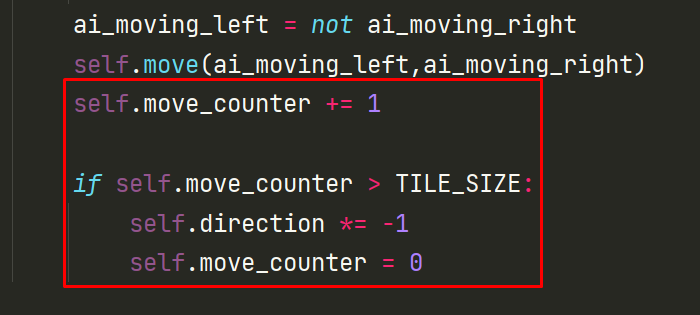 ai_moving_left = not ai_moving_right
self.move(ai_moving_left,ai_moving_right)
self.move_counter += 1
if self.move_counter > TILE_SIZE:
self.direction *= -1
self.move_counter = 0